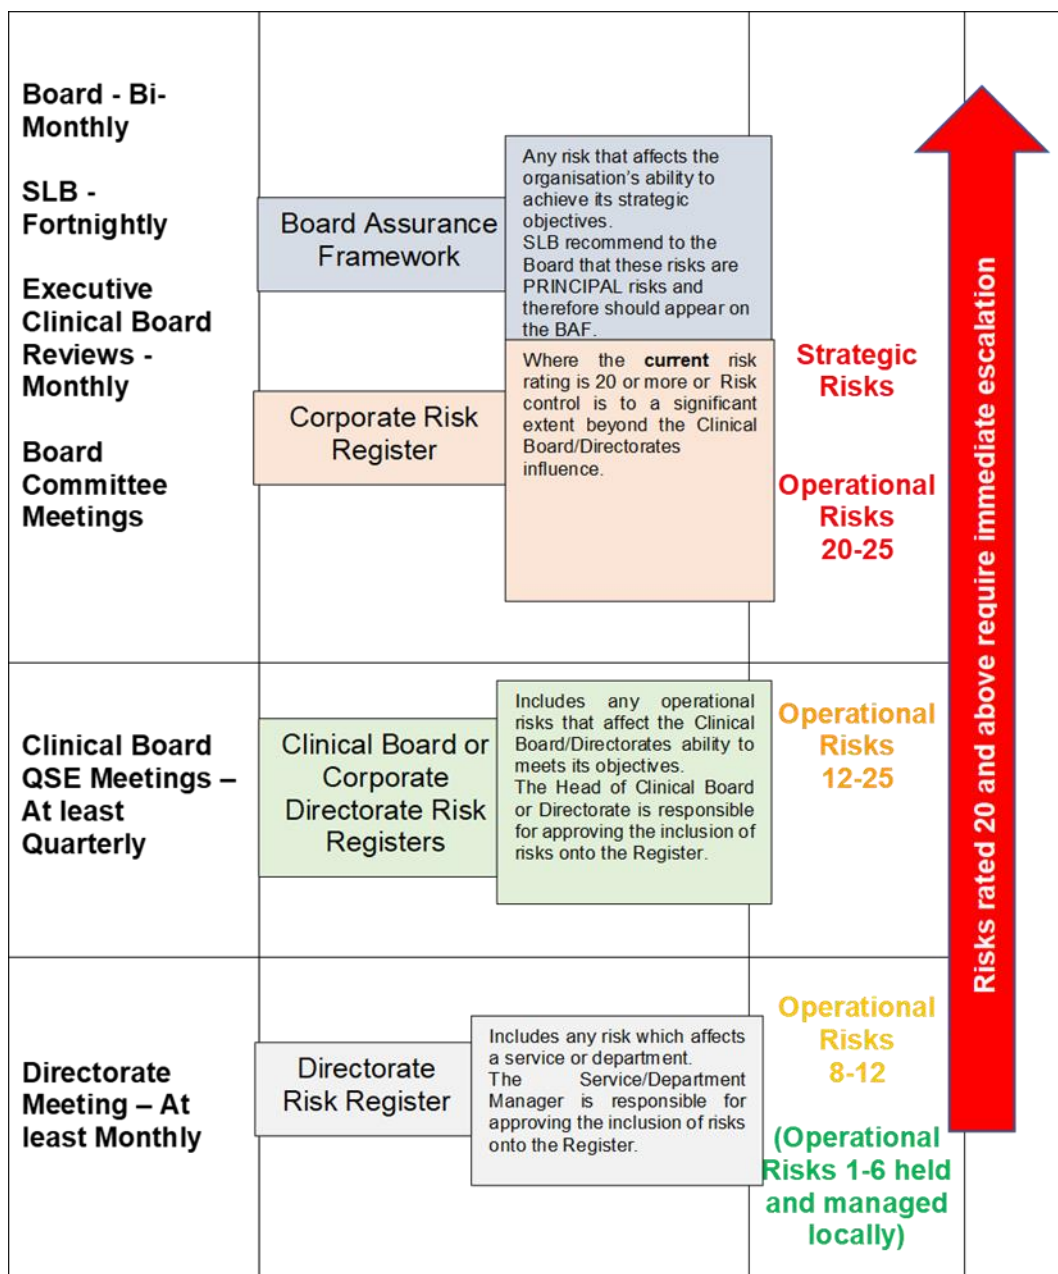 Board - Bi-
Monthly
SLB -
Fortnightly
Executive
Clinical Board
Reviews -
Monthly
Board
Committee
Meetings
Board Assurance
Framework
Any risk that affects the
organisation's ability to
achieve its strategic
objectives.
SLB recommend to the
Board that these risks are
PRINCIPAL risks and
therefore should appear on
the BAF.
Corporate Risk
Register
Where the current risk
rating is 20 or more or Risk
control is to a significant
extent beyond the Clinical
Board/Directorates
influence.
Strategic
Risks
Operational
Risks
20-25
Clinical Board
QSE Meetings –
At least
Quarterly
Clinical Board or
Corporate
Directorate Risk
Registers
Includes any operational
risks that affect the Clinical
Board/Directorates ability to
meets its objectives.
The Head of Clinical Board
or Directorate is responsible
for approving the inclusion of
risks onto the Register.
Operational
Risks
12-25
Directorate
Meeting – At
least Monthly
Directorate
Risk Register
Includes any risk which affects
a service or department.
The Service/Department
Manager is responsible for
approving the inclusion of risks
onto the Register.
Operational
Risks
8-12
(Operational
Risks 1-6 held
and managed
locally)
Risks rated 20 and above require immediate escalation